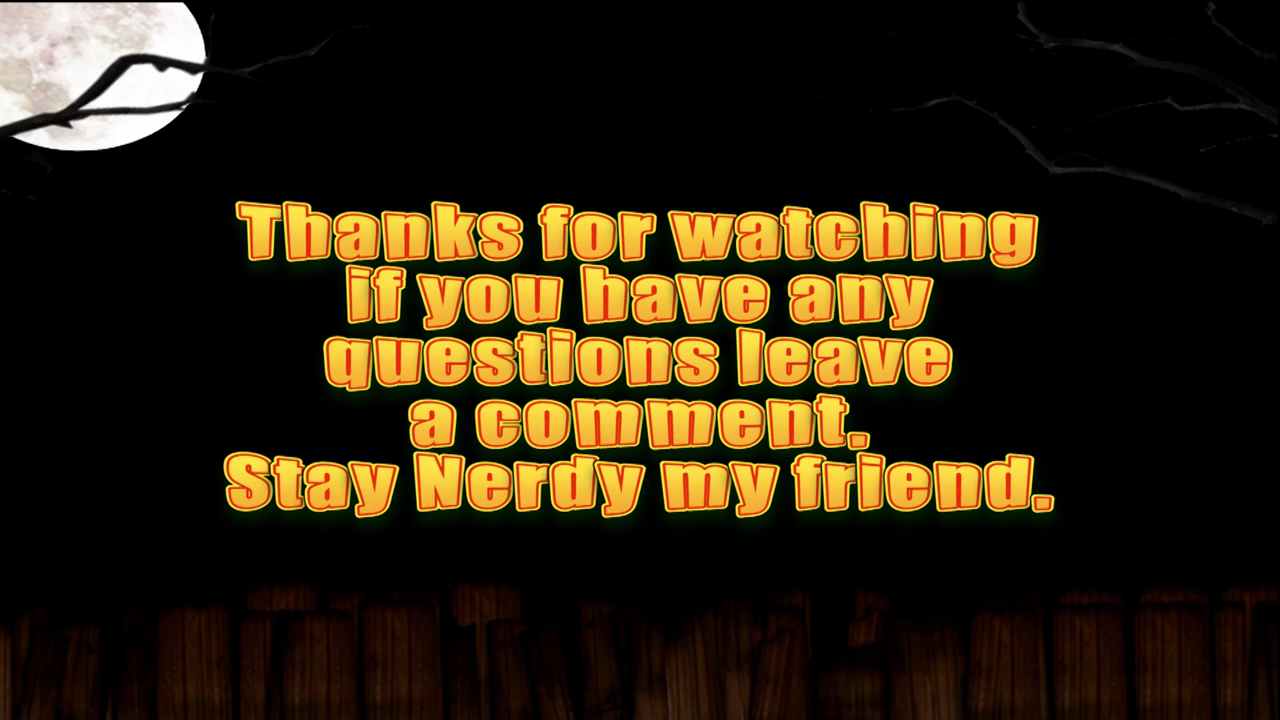 Thanks for watching
if you have any
questions leave
a comment.
Stay Nerdy my friend.